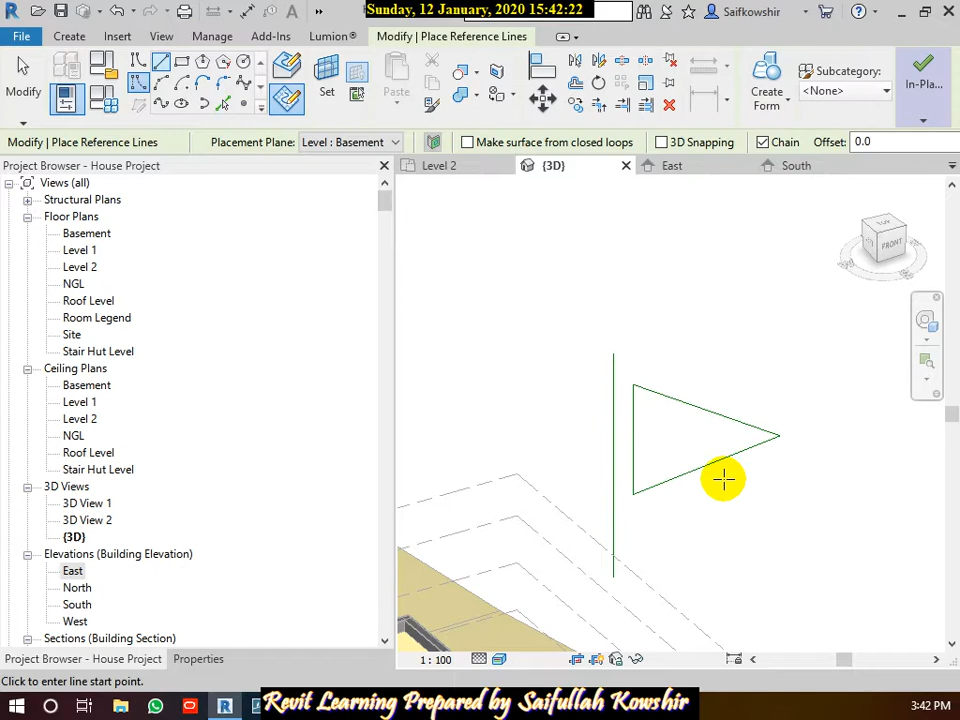 Sunday, 12 January, 2020 15:42:22
Saifkowshir
File Create Insert View Manage Add-Ins Lumion® Modify | Place Reference Lines
Modify Set Paste Create Form Subcategory: <None> In-Pla...
Modify | Place Reference Lines Placement Plane: Level : Basement Make surface from closed loops 3D Snapping Chain Offset: 0.0
Project Browser - House Project Level 2 {3D} East South
Views (all)
Structural Plans
Floor Plans
Basement
Level 1
Level 2
NGL
Roof Level
Room Legend
Site
Stair Hut Level
Ceiling Plans
Basement
Level 1
Level 2
NGL
Roof Level
Stair Hut Level
3D Views
3D View 1
3D View 2
{3D}
Elevations (Building Elevation)
East
North
South
West
Sections (Building Section)
TOP
FRONT
Project Browser - House Project Properties 1 : 100
Click to enter line start point.
Revit Learning Prepared by Saifullah Kowshir
3:42 PM